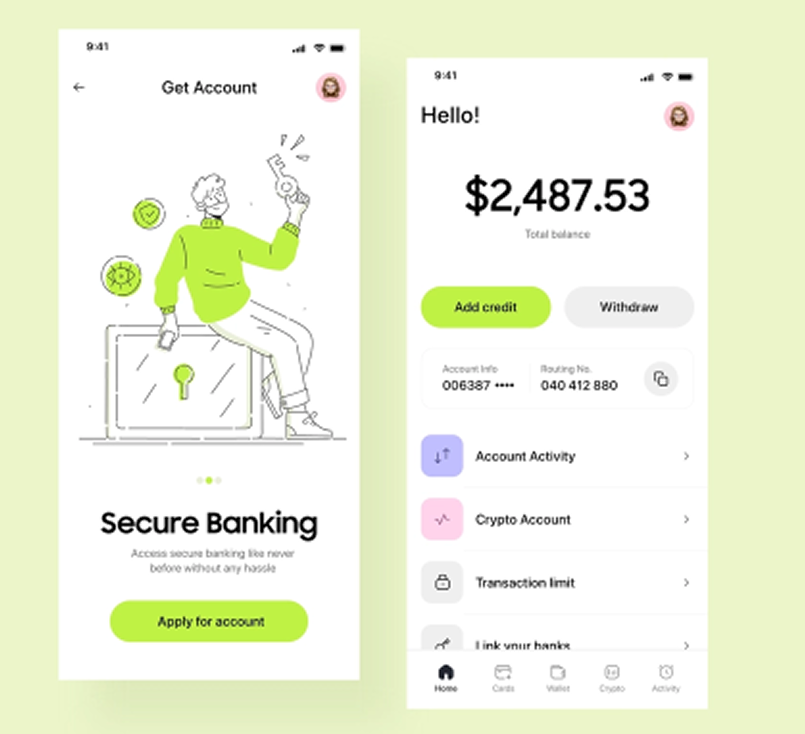 9:41
Get Account
Secure Banking
Access secure banking like never
before without any hassle
Apply for account
9:41
Hello!
$2,487.53
Total balance
Add credit
Withdraw
Account Info
Routing No.
006387 ••••
040 412 880
Account Activity
Crypto Account
Transaction limit
Link your banks
Home
Cards
Wallet
Crypto
Activity